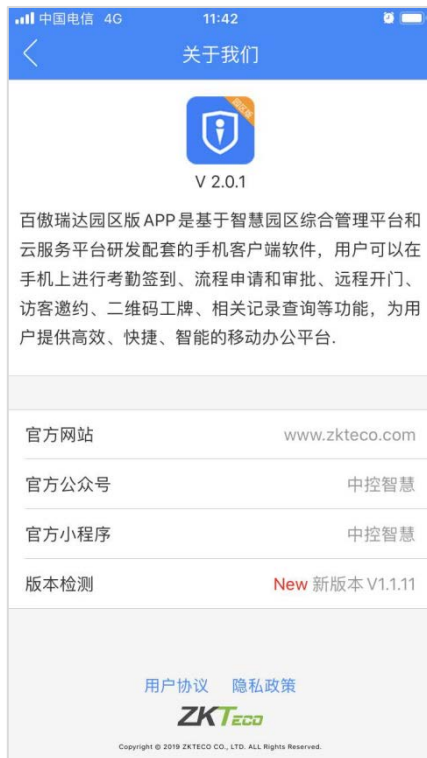 中国电信 4G 11:42
关于我们
园区版
V 2.0.1
百傲瑞达园区版APP是基于智慧园区综合管理平台和
云服务平台研发配套的手机客户端软件，用户可以在
手机上进行考勤签到、流程申请和审批、远程开门、
访客邀约、二维码工牌、相关记录查询等功能，为用
户提供高效、快捷、智能的移动办公平台.
官方网站 www.zkteco.com
官方公众号 中控智慧
官方小程序 中控智慧
版本检测 New 新版本 V1.1.11
用户协议 隐私政策
ZKTECO
Copyright © 2019 ZKTECO CO., LTD. ALL Rights Reserved.